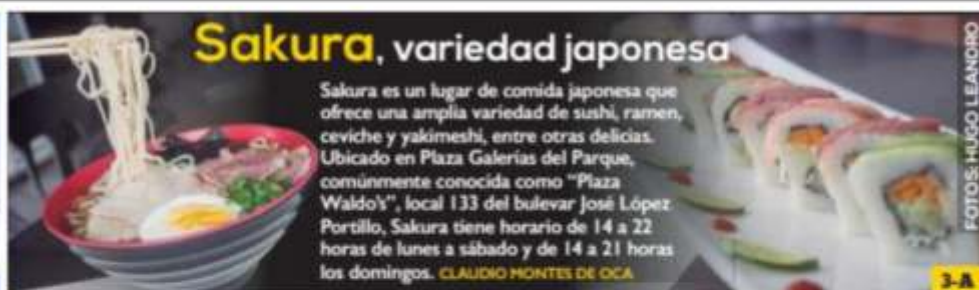 Sakura, variedad japonesa
Sakura es un lugar de comida japonesa que
ofrece una amplia variedad de sushi, ramen,
ceviche y yakimeshi, entre otras delicias.
Ubicado en Plaza Galerías del Parque,
comúnmente conocida como "Plaza
Waldo's", local 133 del bulevar José López
Portillo, Sakura tiene horario de 14 a 22
horas de lunes a sábado y de 14 a 21 horas
los domingos. CLAUDIO MONTES DE OCA
FOTOS: HUGO LEANDRO
3-A